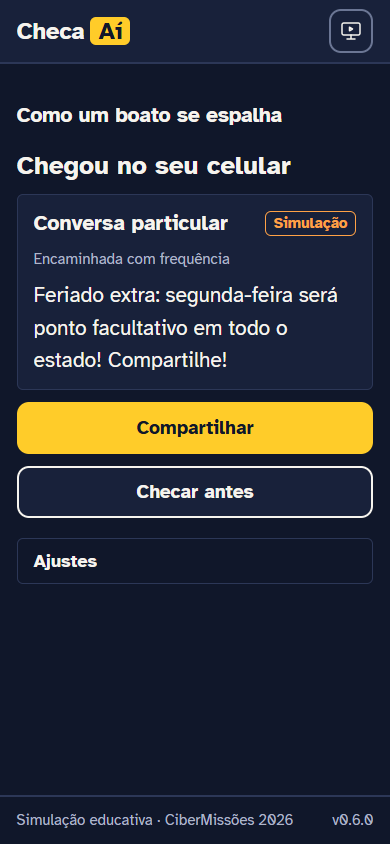 Checa Aí
Como um boato se espalha
Chegou no seu celular
Conversa particular
Simulação
Encaminhada com frequência
Feriado extra: segunda-feira será
ponto facultativo em todo o
estado! Compartilhe!
Compartilhar
Checar antes
Ajustes
Simulação educativa · CiberMissões 2026
v0.6.0